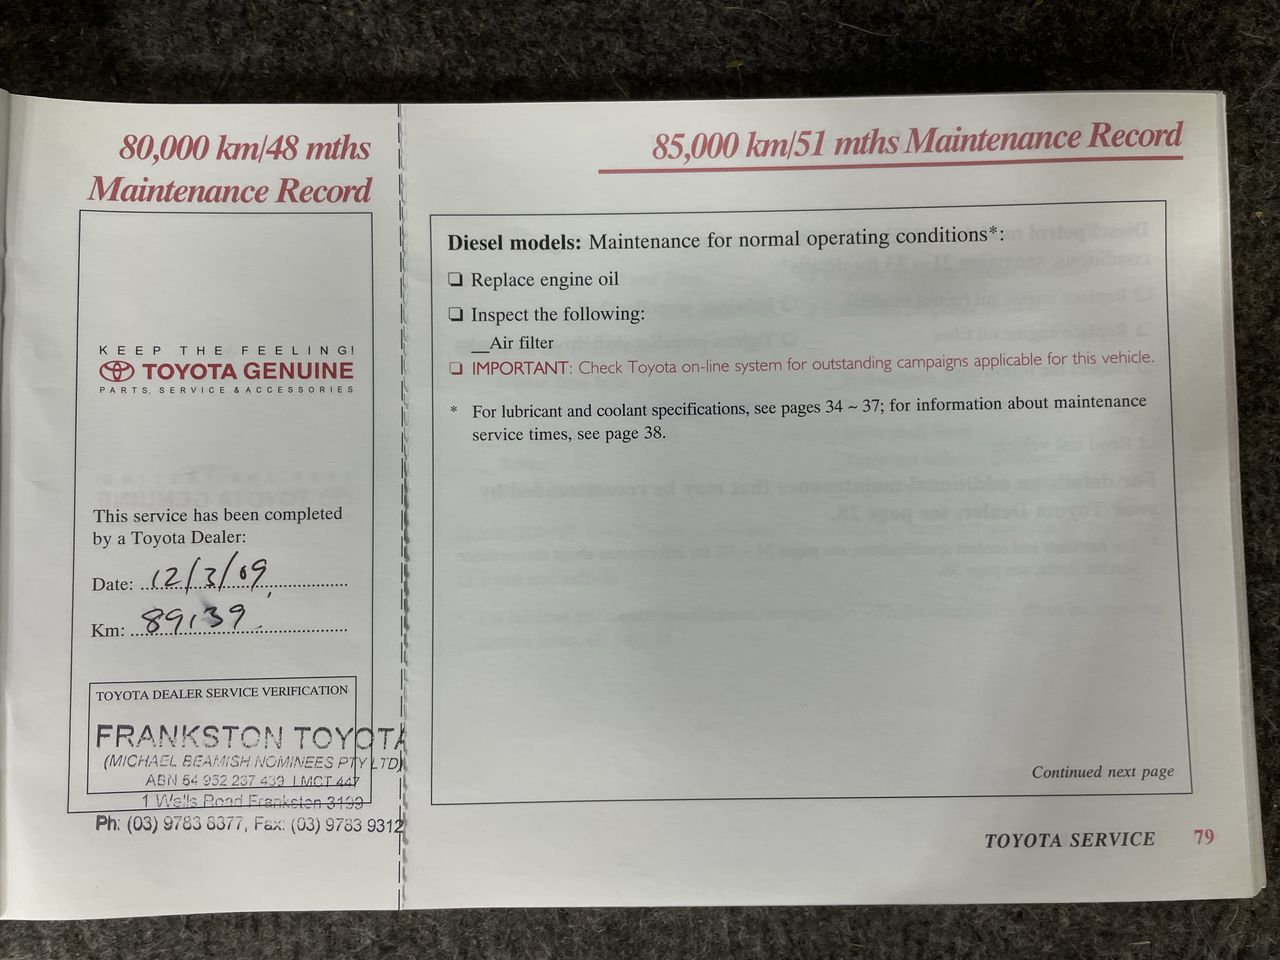 80,000 km/48 mths
Maintenance Record
KEEP THE FEELING!
TOYOTA GENUINE
PARTS, SERVICE & ACCESSORIES
This service has been completed
by a Toyota Dealer:
Date: 12/3/09
Km: 89139
TOYOTA DEALER SERVICE VERIFICATION
FRANKSTON TOYOTA
(MICHAEL BEAMISH NOMINEES PTY LTD)
ABN 64 952 237 439 LMCT 447
1 Wells Road Frankston 3199
Ph: (03) 9783 8377, Fax: (03) 9783 9312
85,000 km/51 mths Maintenance Record
Diesel models: Maintenance for normal operating conditions*:
❏ Replace engine oil
❏ Inspect the following:
__Air filter
❏ IMPORTANT: Check Toyota on-line system for outstanding campaigns applicable for this vehicle.
* For lubricant and coolant specifications, see pages 34 ~ 37; for information about maintenance
service times, see page 38.
Continued next page
TOYOTA SERVICE 79